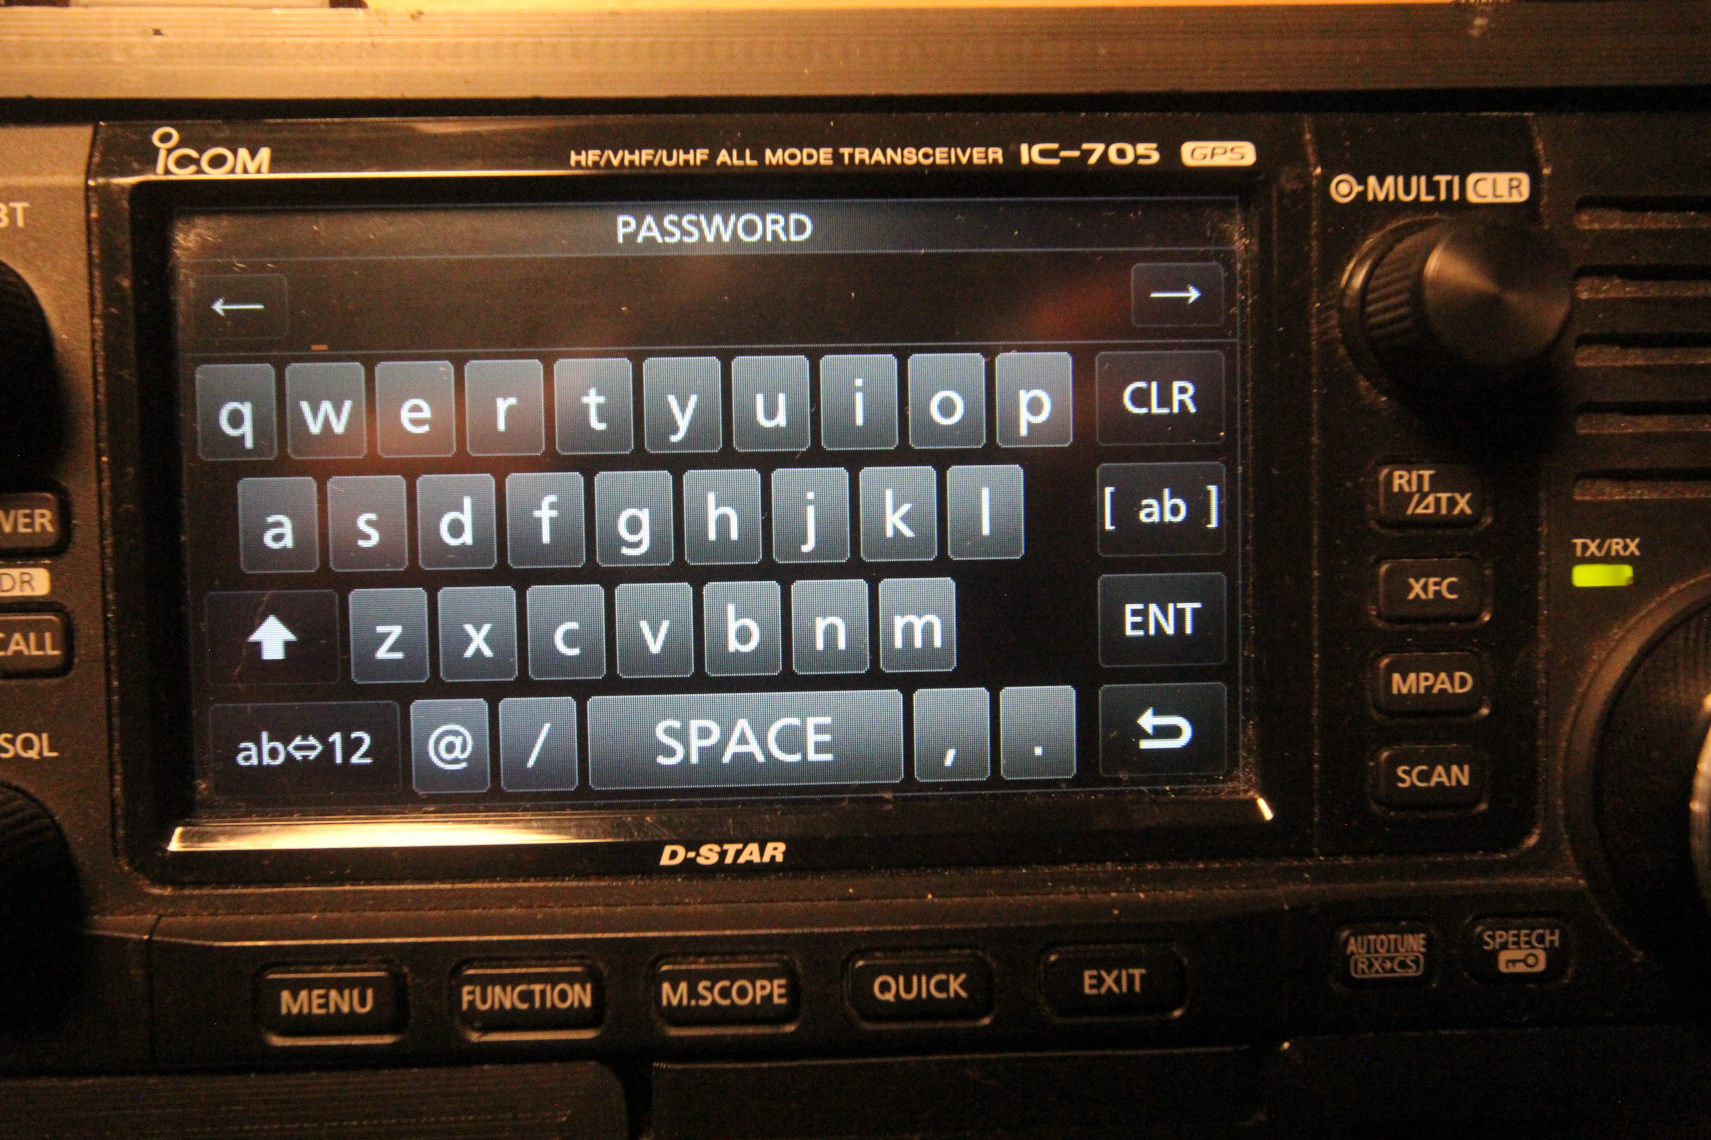 ICOM
HF/VHF/UHF ALL MODE TRANSCEIVER IC-705 GPS
MULTI CLR
BT
PASSWORD
← →
q w e r t y u i o p CLR
a s d f g h j k l [ ab ]
z x c v b n m ENT
ab⇔12 @ / SPACE , .
RIT
/⊿TX
XFC
MPAD
SCAN
TX/RX
VER
DR
CALL
SQL
D-STAR
MENU FUNCTION M.SCOPE QUICK EXIT
AUTOTUNE
RX→CS
SPEECH